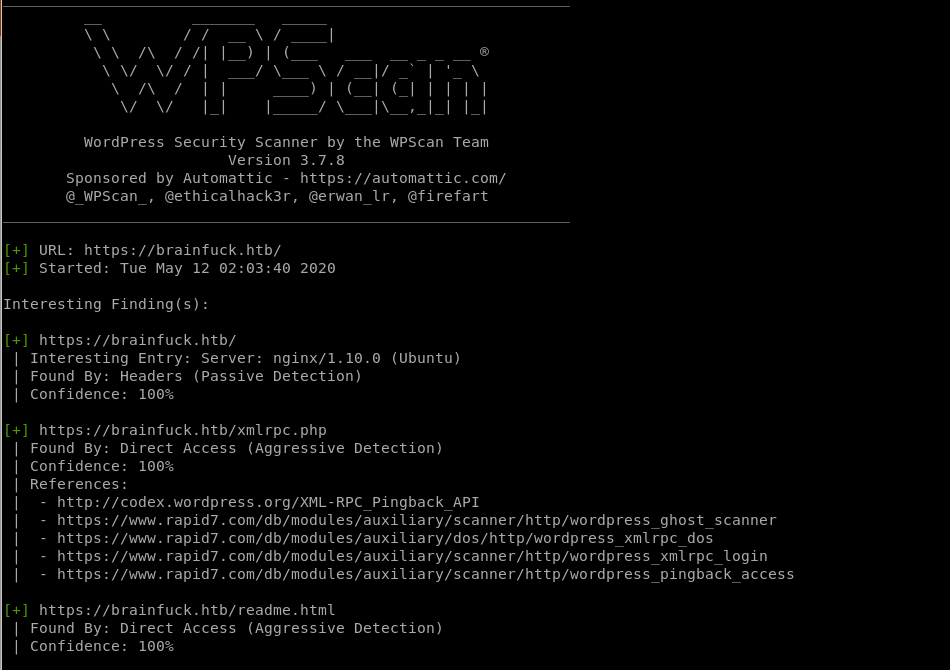 WPScan ®
WordPress Security Scanner by the WPScan Team
Version 3.7.8
Sponsored by Automattic - https://automattic.com/
@_WPScan_, @ethicalhack3r, @erwan_lr, @firefart
[+] URL: https://brainfuck.htb/
[+] Started: Tue May 12 02:03:40 2020
Interesting Finding(s):
[+] https://brainfuck.htb/
| Interesting Entry: Server: nginx/1.10.0 (Ubuntu)
| Found By: Headers (Passive Detection)
| Confidence: 100%
[+] https://brainfuck.htb/xmlrpc.php
| Found By: Direct Access (Aggressive Detection)
| Confidence: 100%
| References:
|  - http://codex.wordpress.org/XML-RPC_Pingback_API
|  - https://www.rapid7.com/db/modules/auxiliary/scanner/http/wordpress_ghost_scanner
|  - https://www.rapid7.com/db/modules/auxiliary/dos/http/wordpress_xmlrpc_dos
|  - https://www.rapid7.com/db/modules/auxiliary/scanner/http/wordpress_xmlrpc_login
|  - https://www.rapid7.com/db/modules/auxiliary/scanner/http/wordpress_pingback_access
[+] https://brainfuck.htb/readme.html
| Found By: Direct Access (Aggressive Detection)
| Confidence: 100%